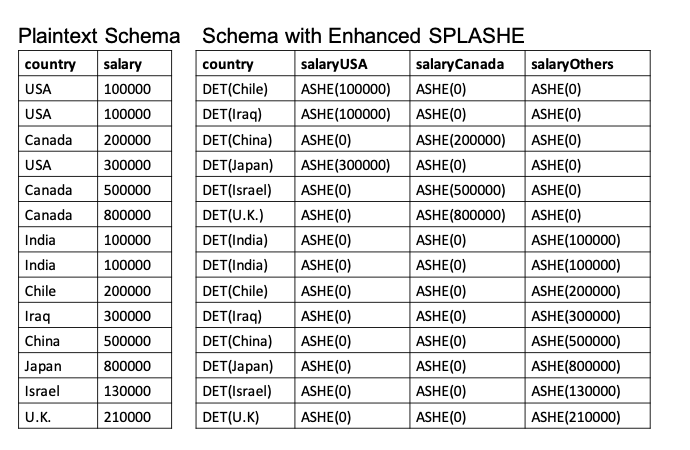 Plaintext Schema Schema with Enhanced SPLASHE
country salary country salaryUSA salaryCanada salaryOthers
USA 100000 DET(Chile) ASHE(100000) ASHE(0) ASHE(0)
USA 100000 DET(Iraq) ASHE(100000) ASHE(0) ASHE(0)
Canada 200000 DET(China) ASHE(0) ASHE(200000) ASHE(0)
USA 300000 DET(Japan) ASHE(300000) ASHE(0) ASHE(0)
Canada 500000 DET(Israel) ASHE(0) ASHE(500000) ASHE(0)
Canada 800000 DET(U.K.) ASHE(0) ASHE(800000) ASHE(0)
India 100000 DET(India) ASHE(0) ASHE(0) ASHE(100000)
India 100000 DET(India) ASHE(0) ASHE(0) ASHE(100000)
Chile 200000 DET(Chile) ASHE(0) ASHE(0) ASHE(200000)
Iraq 300000 DET(Iraq) ASHE(0) ASHE(0) ASHE(300000)
China 500000 DET(China) ASHE(0) ASHE(0) ASHE(500000)
Japan 800000 DET(Japan) ASHE(0) ASHE(0) ASHE(800000)
Israel 130000 DET(Israel) ASHE(0) ASHE(0) ASHE(130000)
U.K. 210000 DET(U.K) ASHE(0) ASHE(0) ASHE(210000)